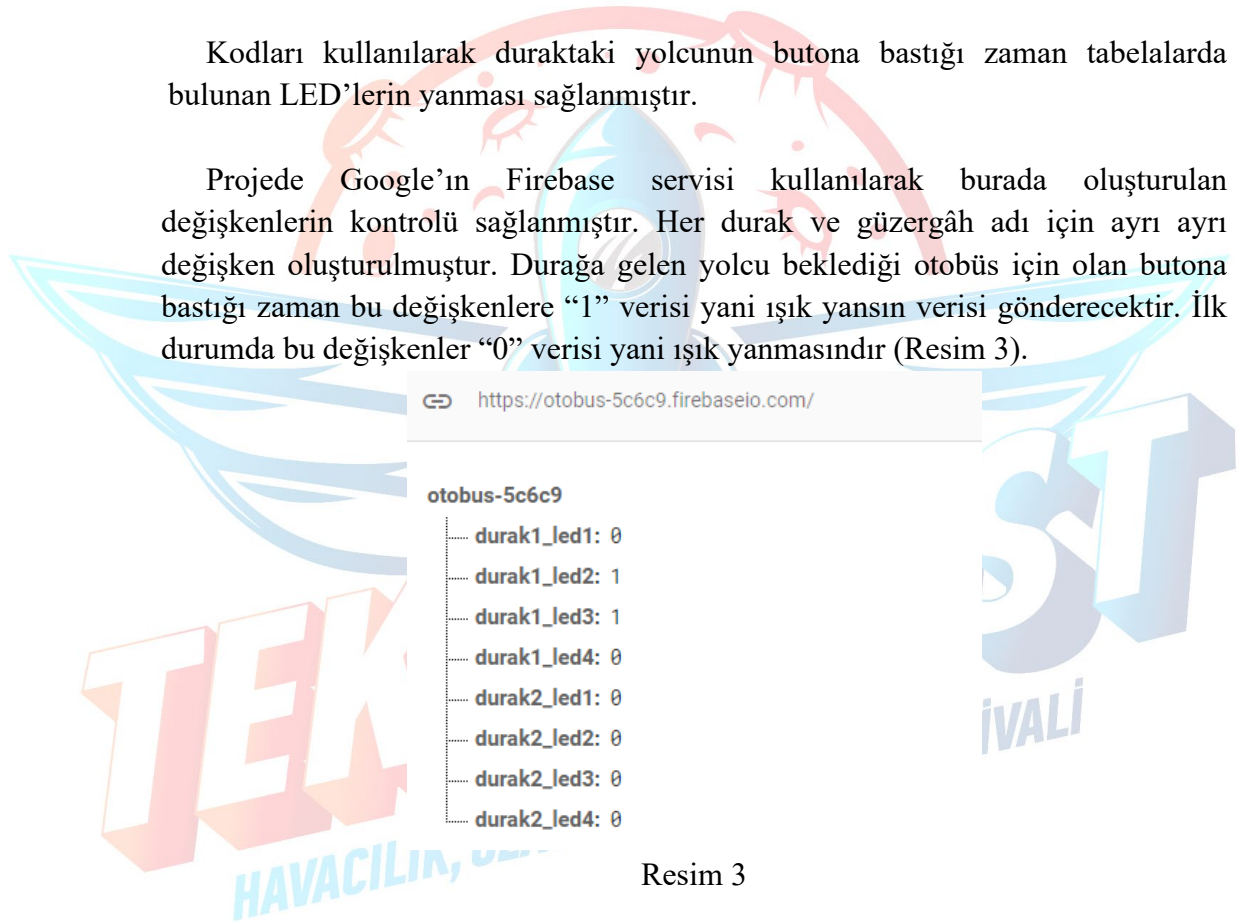 Kodları kullanılarak duraktaki yolcunun butona bastığı zaman tabelalarda
bulunan LED’lerin yanması sağlanmıştır.
Projede Google’ın Firebase servisi kullanılarak burada oluşturulan
değişkenlerin kontrolü sağlanmıştır. Her durak ve güzergâh adı için ayrı ayrı
değişken oluşturulmuştur. Durağa gelen yolcu beklediği otobüs için olan butona
bastığı zaman bu değişkenlere “1” verisi yani ışık yansın verisi gönderecektir. İlk
durumda bu değişkenler “0” verisi yani ışık yanmasındır (Resim 3).
https://otobus-5c6c9.firebaseio.com/
otobus-5c6c9
durak1_led1: 0
durak1_led2: 1
durak1_led3: 1
durak1_led4: 0
durak2_led1: 0
durak2_led2: 0
durak2_led3: 0
durak2_led4: 0
HAVACILIK,
Resim 3